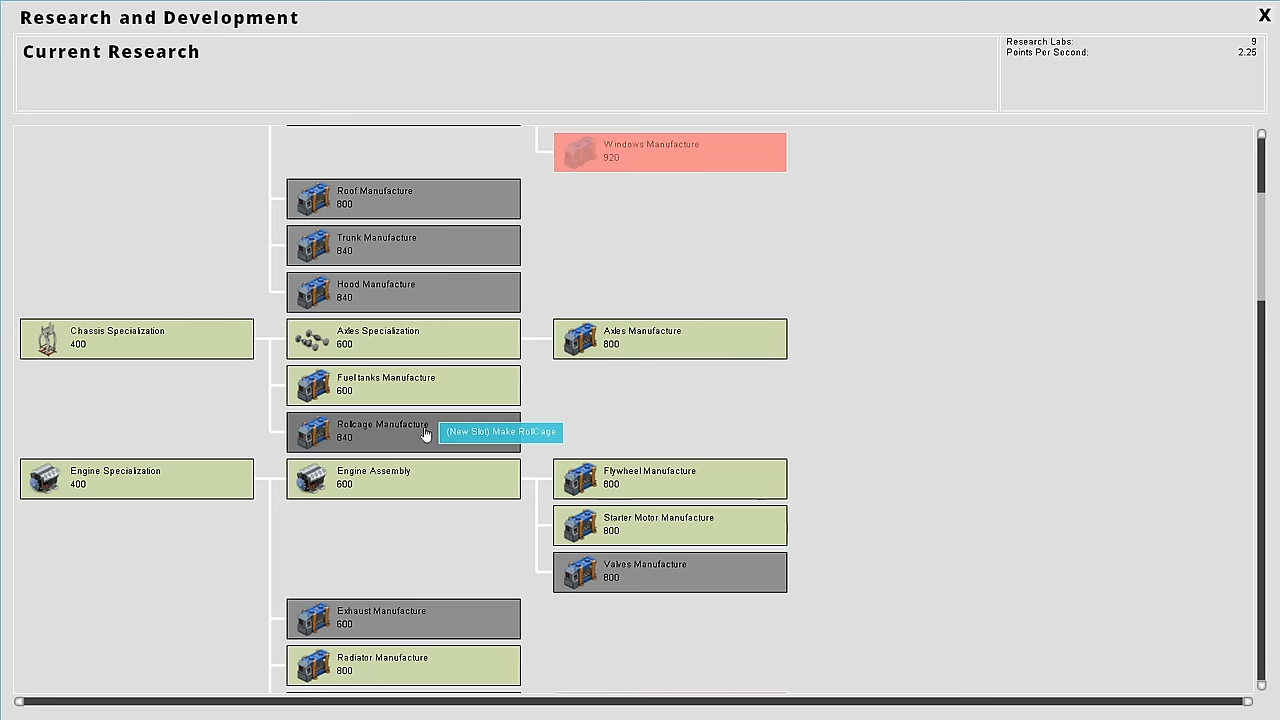 Research and Development
X
Current Research
Research Labs: 9
Points Per Second: 2.25
Windows Manufacture
920
Roof Manufacture
800
Trunk Manufacture
840
Hood Manufacture
840
Chassis Specialization
400
Axles Specialization
600
Axles Manufacture
800
Fueltanks Manufacture
600
Rollcage Manufacture
840
(New Slot) Make RollCage
Engine Specialization
400
Engine Assembly
600
Flywheel Manufacture
800
Starter Motor Manufacture
800
Valves Manufacture
800
Exhaust Manufacture
600
Radiator Manufacture
800